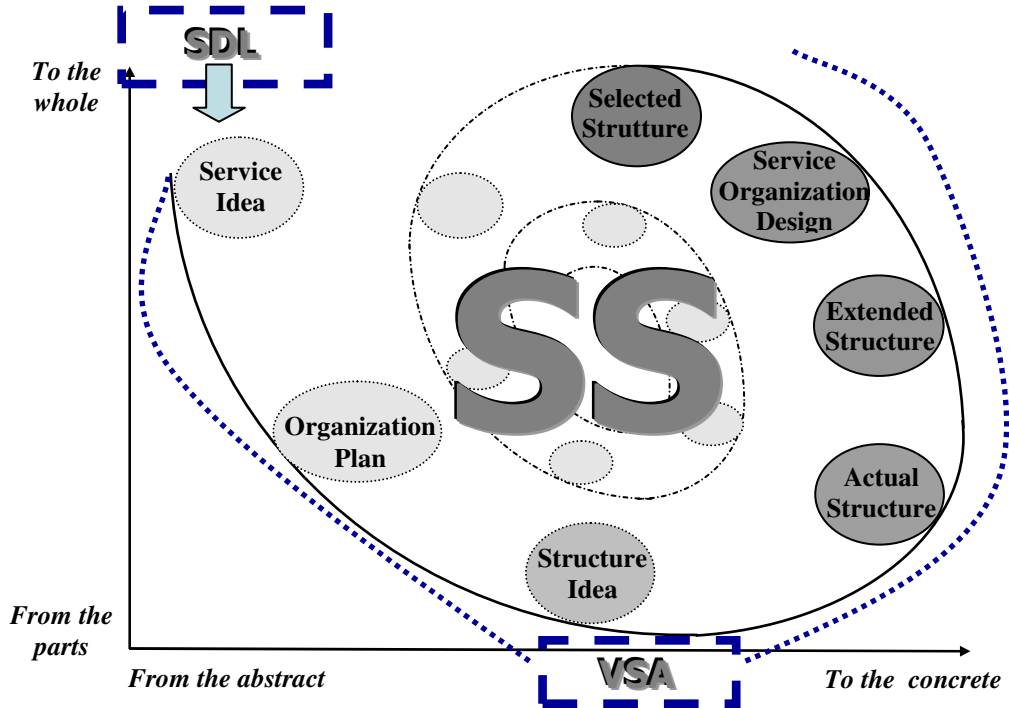 SDL
To the
whole
Service
Idea
Organization
Plan
Structure
Idea
Selected
Strutture
Service
Organization
Design
Extended
Structure
Actual
Structure
SS
From the
parts
From the abstract
VSA
To the concrete